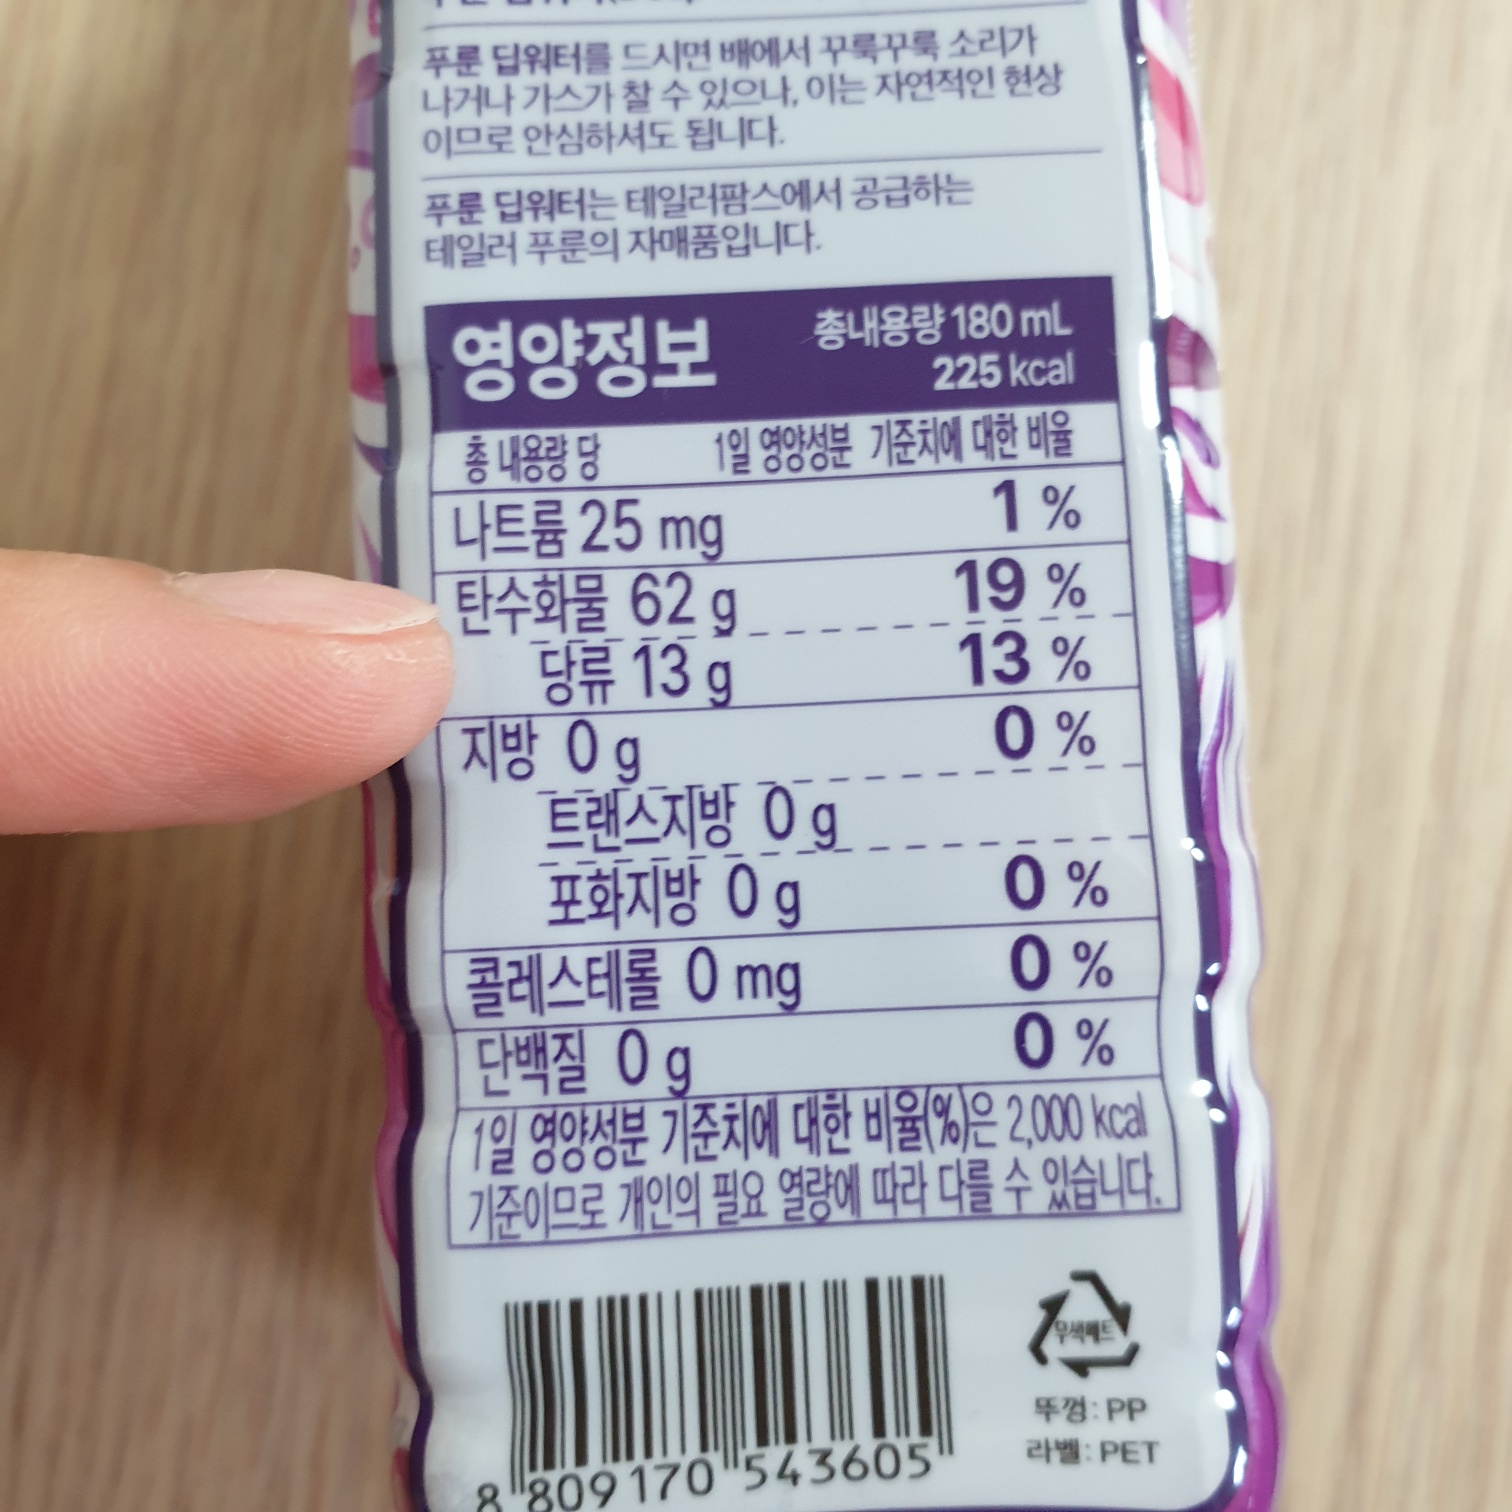 푸룬 딥워터를 드시면 배에서 꾸룩꾸룩 소리가
나거나 가스가 찰 수 있으나, 이는 자연적인 현상
이므로 안심하셔도 됩니다.
푸룬 딥워터는 테일러팜스에서 공급하는
테일러 푸룬의 자매품입니다.
영양정보
총내용량 180 mL
225 kcal
총 내용량 당 1일 영양성분 기준치에 대한 비율
나트륨 25 mg 1 %
탄수화물 62 g 19 %
당류 13 g 13 %
지방 0 g 0 %
트랜스지방 0 g
포화지방 0 g 0 %
콜레스테롤 0 mg 0 %
단백질 0 g 0 %
1일 영양성분 기준치에 대한 비율(%)은 2,000 kcal
기준이므로 개인의 필요 열량에 따라 다를 수 있습니다.
무색페트
뚜껑: PP
라벨: PET
8 809170 543605